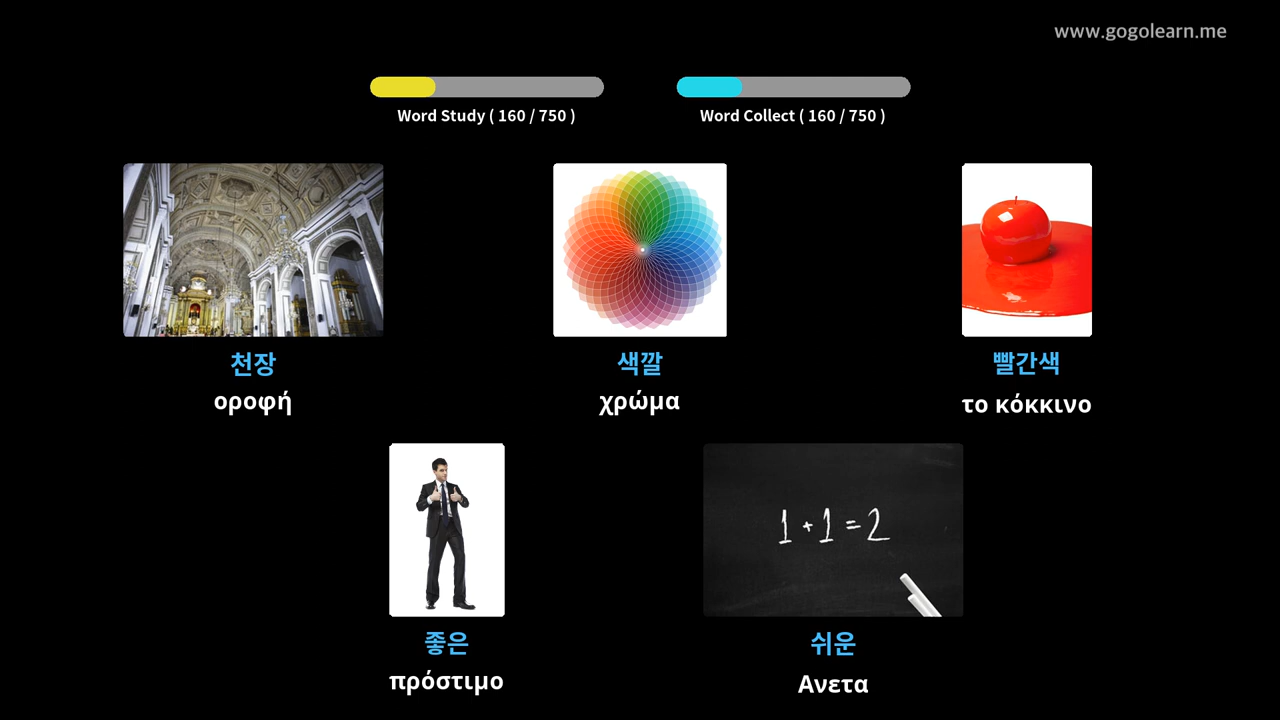 www.gogolearn.me
Word Study ( 160 / 750 )
Word Collect ( 160 / 750 )
천장
οροφή
색깔
χρώμα
빨간색
το κόκκινο
1 + 1 = 2
좋은
πρόστιμο
쉬운
Ανετα